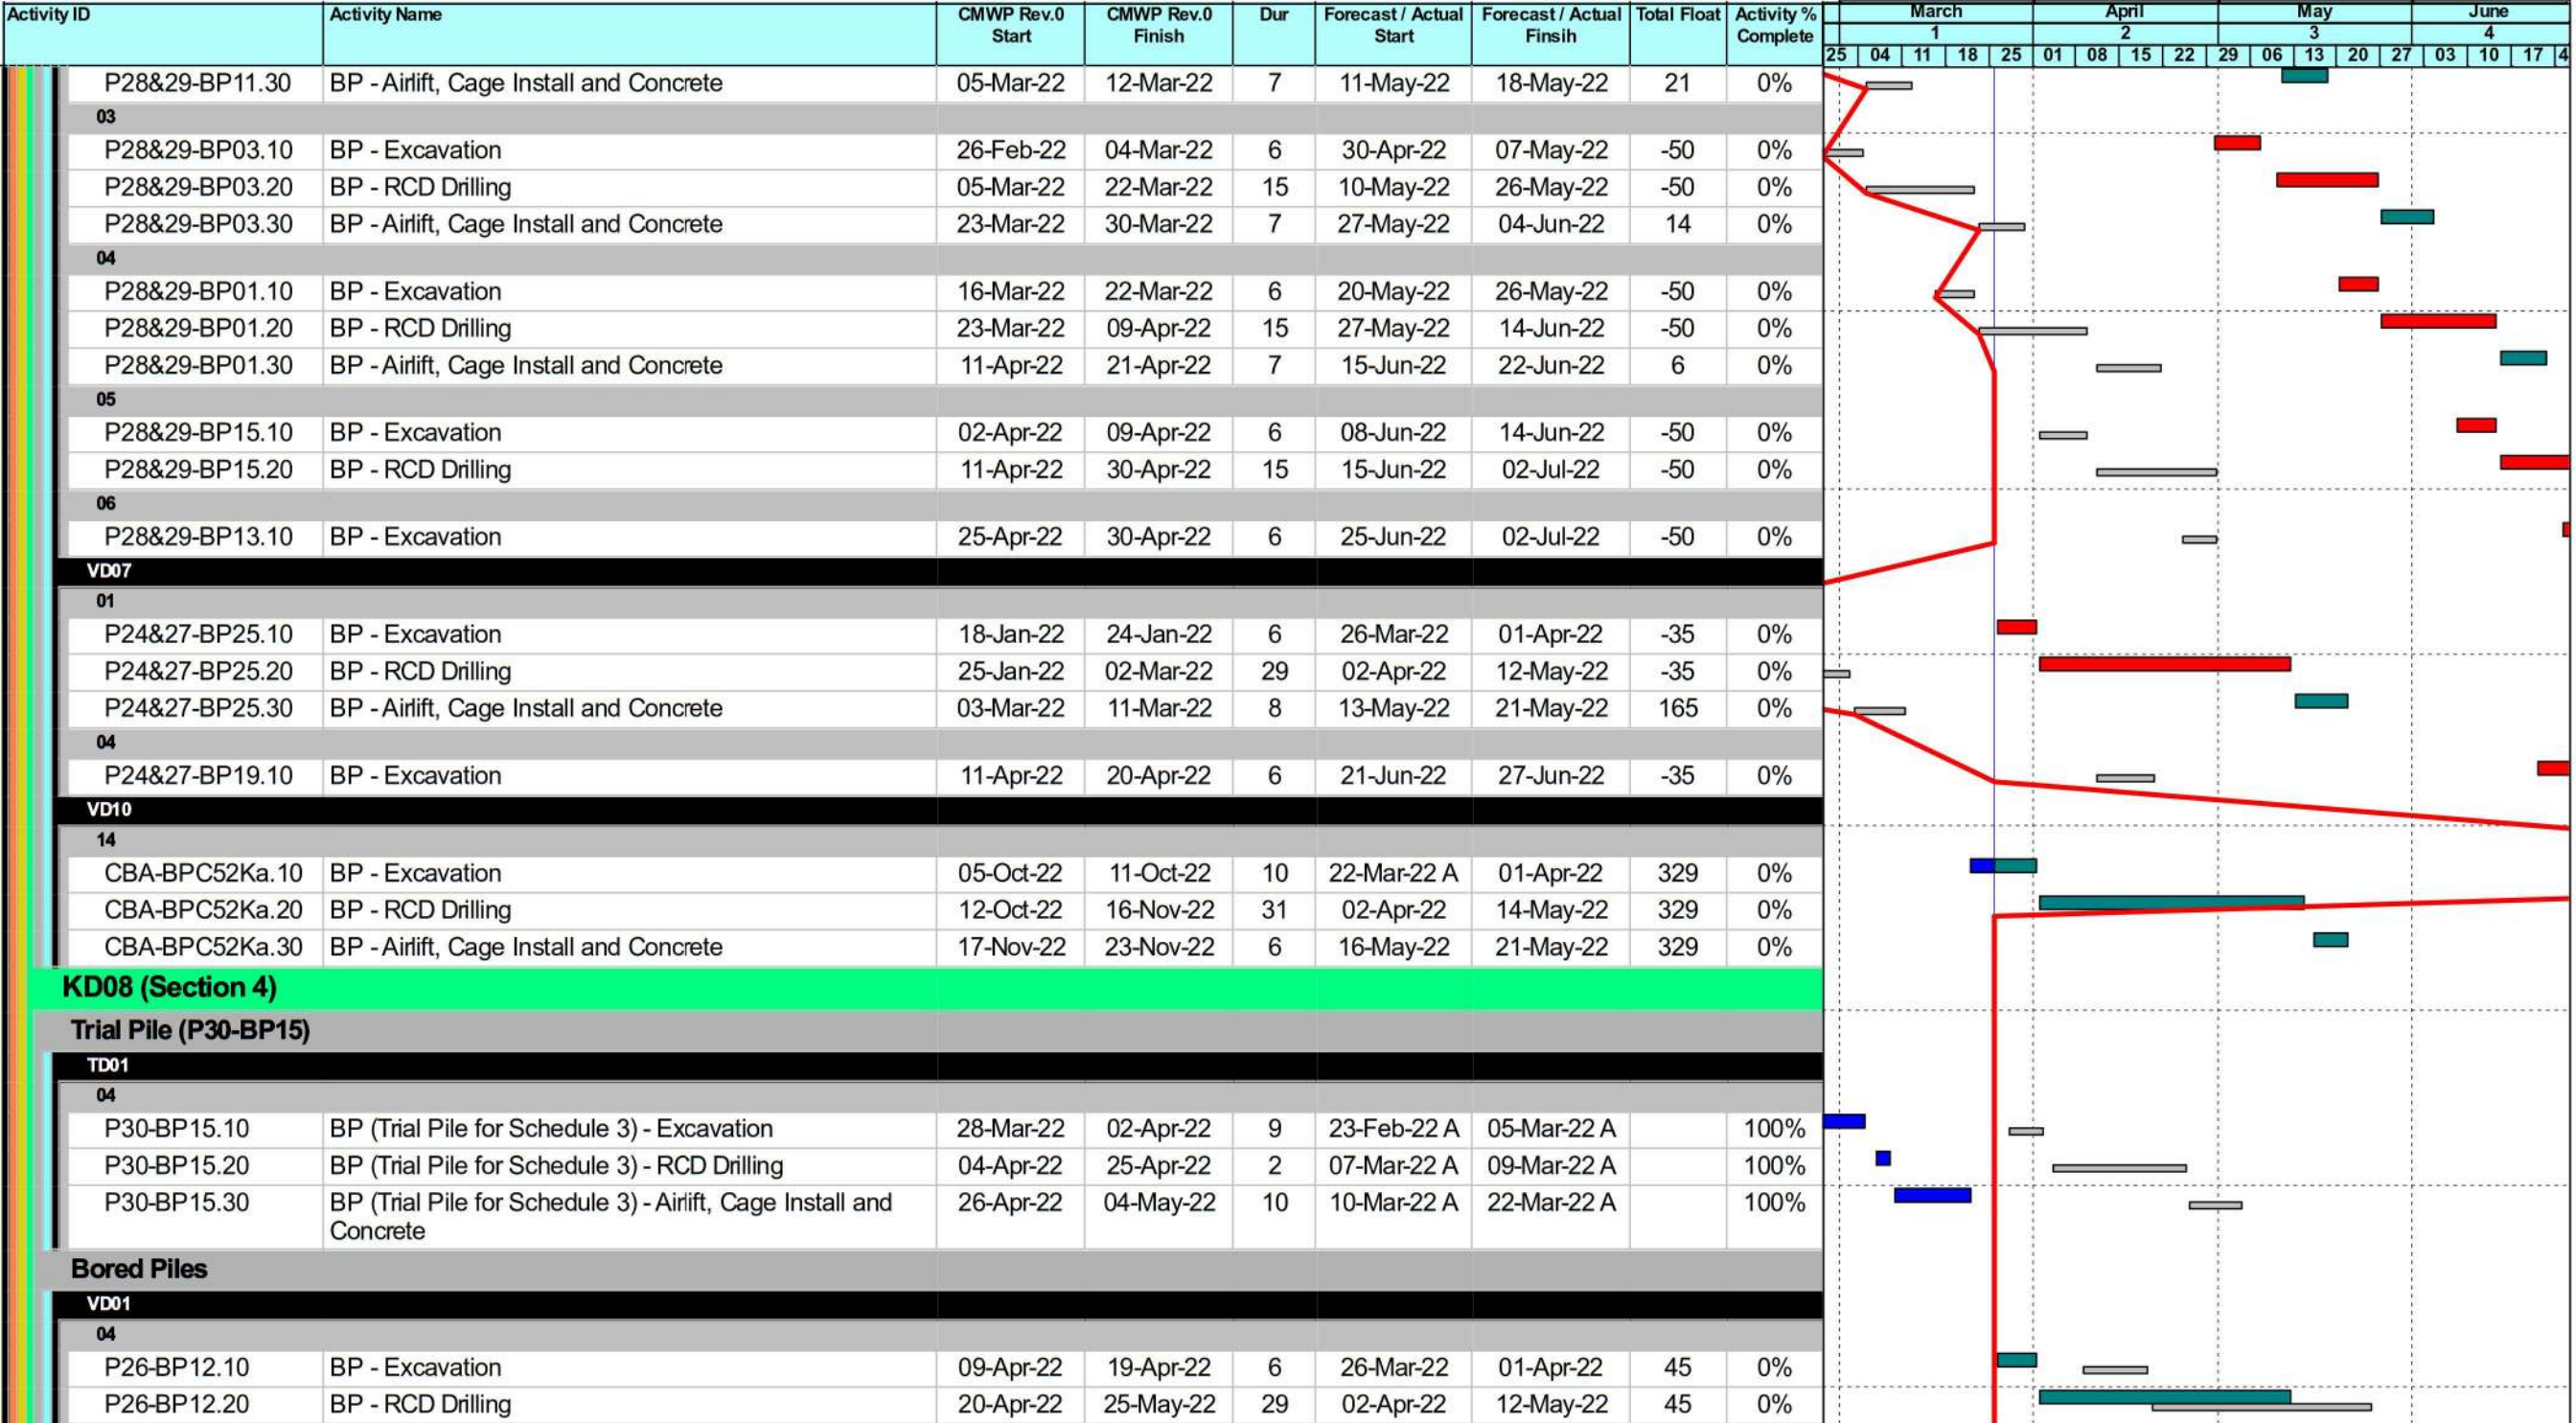 Activity ID Activity Name CMWP Rev.0 Start CMWP Rev.0 Finish Dur Forecast / Actual Start Forecast / Actual Finsih Total Float Activity % Complete March April May June
1 2 3 4
25 04 11 18 25 01 08 15 22 29 06 13 20 27 03 10 17 4
P28&29-BP11.30 BP - Airlift, Cage Install and Concrete 05-Mar-22 12-Mar-22 7 11-May-22 18-May-22 21 0%
03
P28&29-BP03.10 BP - Excavation 26-Feb-22 04-Mar-22 6 30-Apr-22 07-May-22 -50 0%
P28&29-BP03.20 BP - RCD Drilling 05-Mar-22 22-Mar-22 15 10-May-22 26-May-22 -50 0%
P28&29-BP03.30 BP - Airlift, Cage Install and Concrete 23-Mar-22 30-Mar-22 7 27-May-22 04-Jun-22 14 0%
04
P28&29-BP01.10 BP - Excavation 16-Mar-22 22-Mar-22 6 20-May-22 26-May-22 -50 0%
P28&29-BP01.20 BP - RCD Drilling 23-Mar-22 09-Apr-22 15 27-May-22 14-Jun-22 -50 0%
P28&29-BP01.30 BP - Airlift, Cage Install and Concrete 11-Apr-22 21-Apr-22 7 15-Jun-22 22-Jun-22 6 0%
05
P28&29-BP15.10 BP - Excavation 02-Apr-22 09-Apr-22 6 08-Jun-22 14-Jun-22 -50 0%
P28&29-BP15.20 BP - RCD Drilling 11-Apr-22 30-Apr-22 15 15-Jun-22 02-Jul-22 -50 0%
06
P28&29-BP13.10 BP - Excavation 25-Apr-22 30-Apr-22 6 25-Jun-22 02-Jul-22 -50 0%
VD07
01
P24&27-BP25.10 BP - Excavation 18-Jan-22 24-Jan-22 6 26-Mar-22 01-Apr-22 -35 0%
P24&27-BP25.20 BP - RCD Drilling 25-Jan-22 02-Mar-22 29 02-Apr-22 12-May-22 -35 0%
P24&27-BP25.30 BP - Airlift, Cage Install and Concrete 03-Mar-22 11-Mar-22 8 13-May-22 21-May-22 165 0%
04
P24&27-BP19.10 BP - Excavation 11-Apr-22 20-Apr-22 6 21-Jun-22 27-Jun-22 -35 0%
VD10
14
CBA-BPC52Ka.10 BP - Excavation 05-Oct-22 11-Oct-22 10 22-Mar-22 A 01-Apr-22 329 0%
CBA-BPC52Ka.20 BP - RCD Drilling 12-Oct-22 16-Nov-22 31 02-Apr-22 14-May-22 329 0%
CBA-BPC52Ka.30 BP - Airlift, Cage Install and Concrete 17-Nov-22 23-Nov-22 6 16-May-22 21-May-22 329 0%
KD08 (Section 4)
Trial Pile (P30-BP15)
TD01
04
P30-BP15.10 BP (Trial Pile for Schedule 3) - Excavation 28-Mar-22 02-Apr-22 9 23-Feb-22 A 05-Mar-22 A 100%
P30-BP15.20 BP (Trial Pile for Schedule 3) - RCD Drilling 04-Apr-22 25-Apr-22 2 07-Mar-22 A 09-Mar-22 A 100%
P30-BP15.30 BP (Trial Pile for Schedule 3) - Airlift, Cage Install and Concrete 26-Apr-22 04-May-22 10 10-Mar-22 A 22-Mar-22 A 100%
Bored Piles
VD01
04
P26-BP12.10 BP - Excavation 09-Apr-22 19-Apr-22 6 26-Mar-22 01-Apr-22 45 0%
P26-BP12.20 BP - RCD Drilling 20-Apr-22 25-May-22 29 02-Apr-22 12-May-22 45 0%